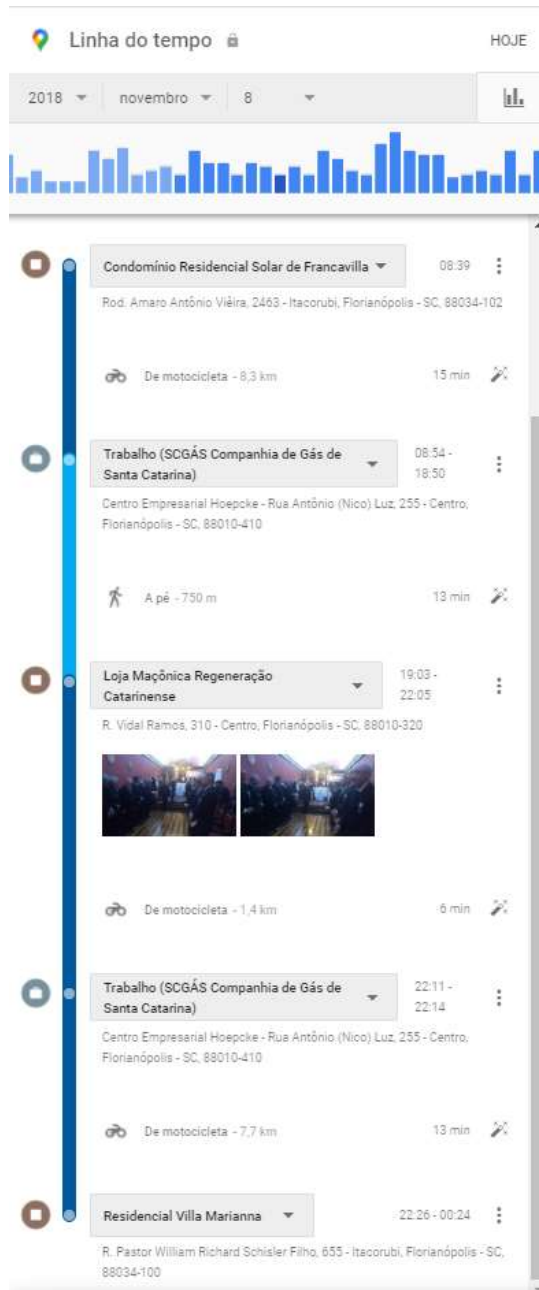 Linha do tempo
HOJE
2018
novembro
8
Condomínio Residencial Solar de Francavilla
08:39
Rod. Amaro Antônio Viêira, 2463 - Itacorubi, Florianópolis - SC, 88034-102
De motocicleta - 8,3 km
15 min
Trabalho (SCGÁS Companhia de Gás de
Santa Catarina)
08:54 -
18:50
Centro Empresarial Hoepcke - Rua Antônio (Nico) Luz, 255 - Centro,
Florianópolis - SC, 88010-410
A pé - 750 m
13 min
Loja Maçônica Regeneração
Catarinense
19:03 -
22:05
R. Vidal Ramos, 310 - Centro, Florianópolis - SC, 88010-320
De motocicleta - 1,4 km
6 min
Trabalho (SCGÁS Companhia de Gás de
Santa Catarina)
22:11 -
22:14
Centro Empresarial Hoepcke - Rua Antônio (Nico) Luz, 255 - Centro,
Florianópolis - SC, 88010-410
De motocicleta - 7,7 km
13 min
Residencial Villa Marianna
22:26 - 00:24
R. Pastor William Richard Schisler Filho, 655 - Itacorubi, Florianópolis - SC,
88034-100